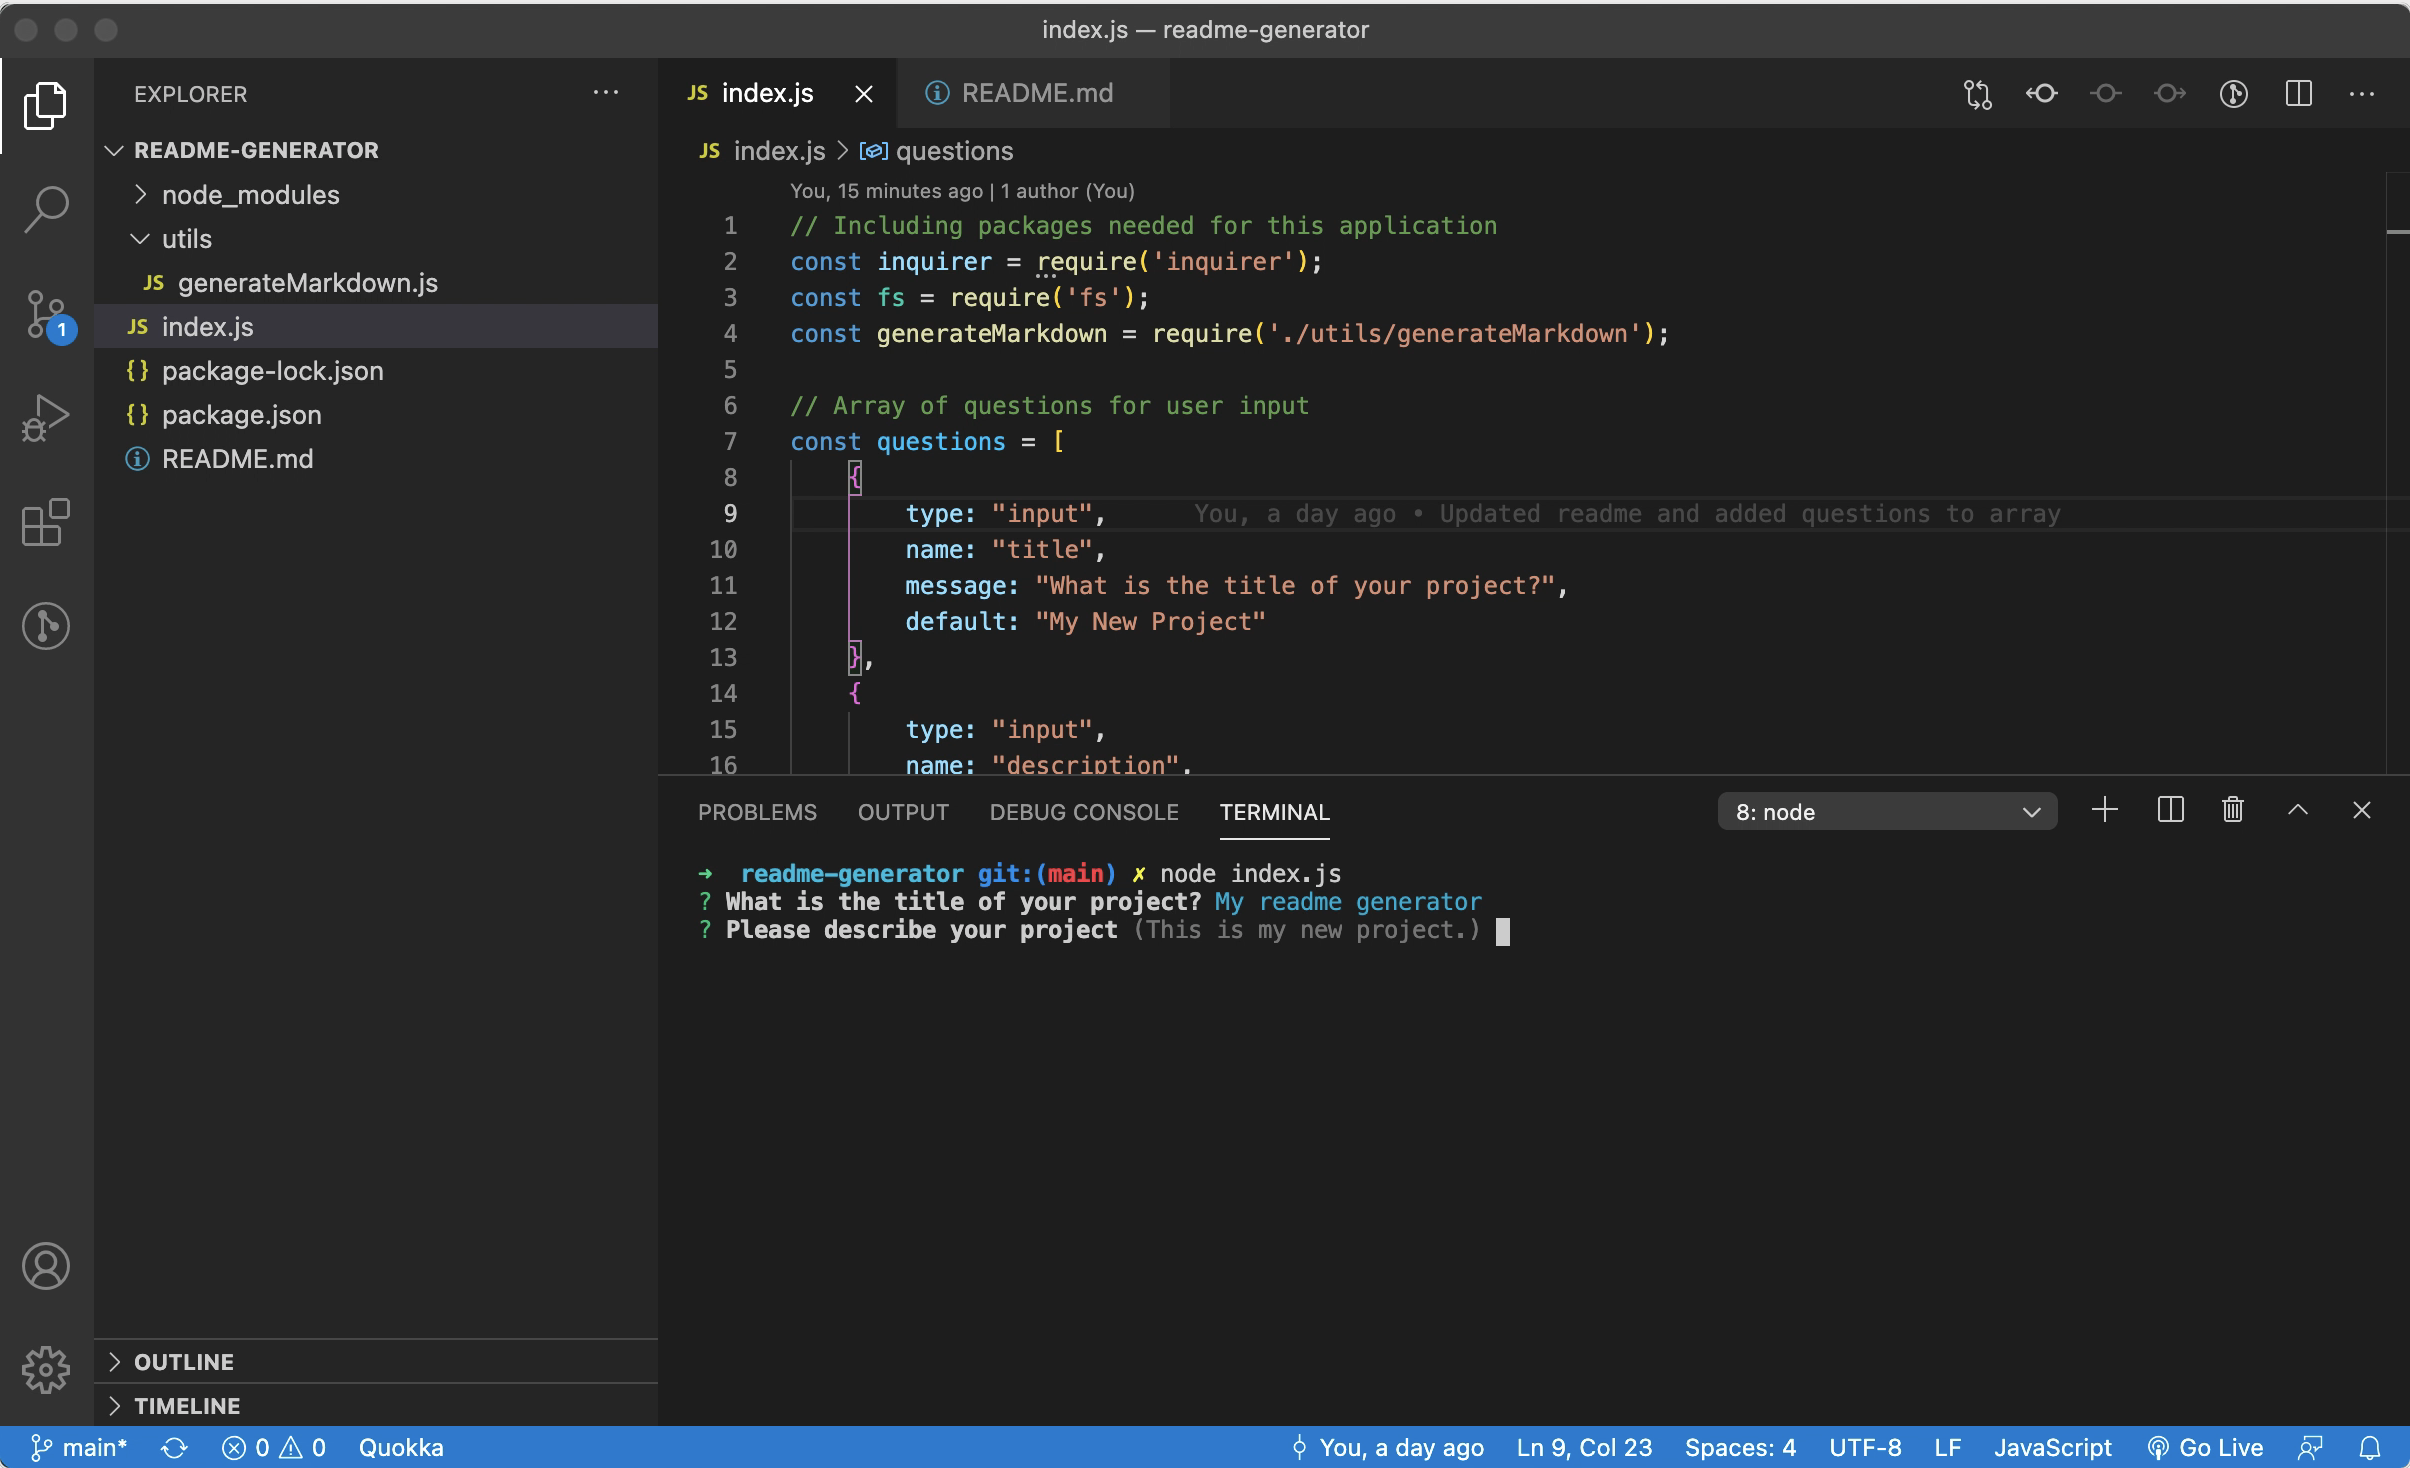 index.js — readme-generator
EXPLORER
README-GENERATOR
node_modules
utils
JS generateMarkdown.js
JS index.js
{} package-lock.json
{} package.json
README.md
1
OUTLINE
TIMELINE
JS index.js
README.md
JS index.js > questions
You, 15 minutes ago | 1 author (You)
1 // Including packages needed for this application
2 const inquirer = require('inquirer');
3 const fs = require('fs');
4 const generateMarkdown = require('./utils/generateMarkdown');
5
6 // Array of questions for user input
7 const questions = [
8 {
9 type: "input", You, a day ago • Updated readme and added questions to array
10 name: "title",
11 message: "What is the title of your project?",
12 default: "My New Project"
13 },
14 {
15 type: "input",
16 name: "description",
PROBLEMS OUTPUT DEBUG CONSOLE TERMINAL 8: node
➜ readme-generator git:(main) ✗ node index.js
? What is the title of your project? My readme generator
? Please describe your project (This is my new project.)
main* 0 0 Quokka You, a day ago Ln 9, Col 23 Spaces: 4 UTF-8 LF JavaScript Go Live